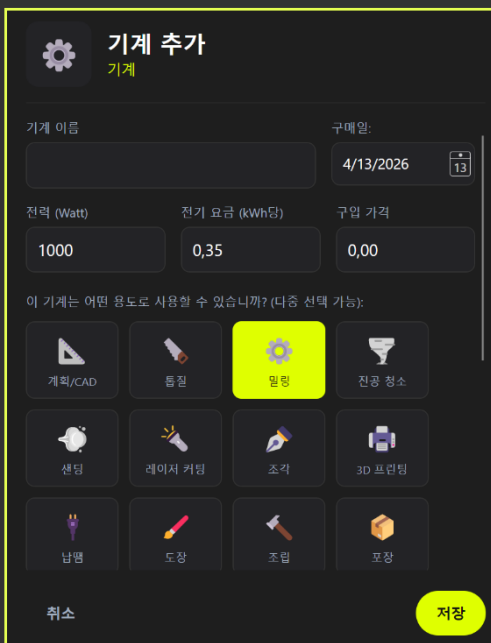 기계 추가
기계
기계 이름 구매일:
4/13/2026 13
전력 (Watt) 전기 요금 (kWh당) 구입 가격
1000 0,35 0,00
이 기계는 어떤 용도로 사용할 수 있습니까? (다중 선택 가능):
계획/CAD 톱질 밀링 진공 청소
샌딩 레이저 커팅 조각 3D 프린팅
납땜 도장 조립 포장
취소 저장